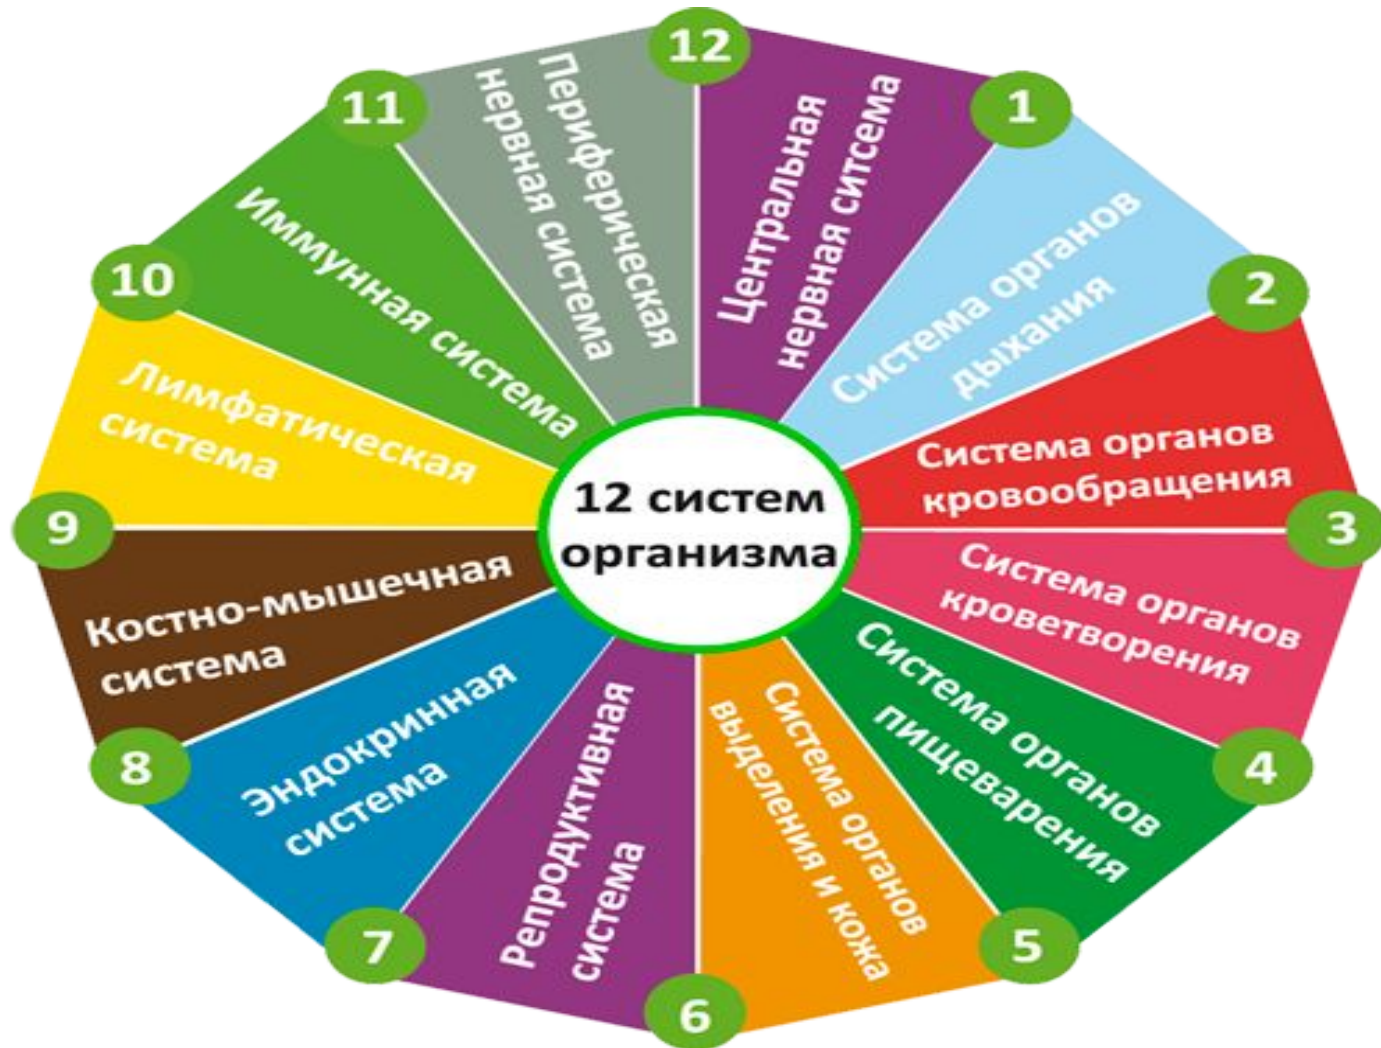 12 систем
организма
12
Центральная
нервная ситсема
1
Система органов
дыхания
2
Система органов
кровообращения
3
Система органов
кроветворения
4
Система органов
пищеварения
5
Система органов
выделения и кожа
6
Репродуктивная
система
7
Эндокринная
система
8
Костно-мышечная
система
9
Лимфатическая
система
10
Иммунная система
11
Периферическая
нервная система